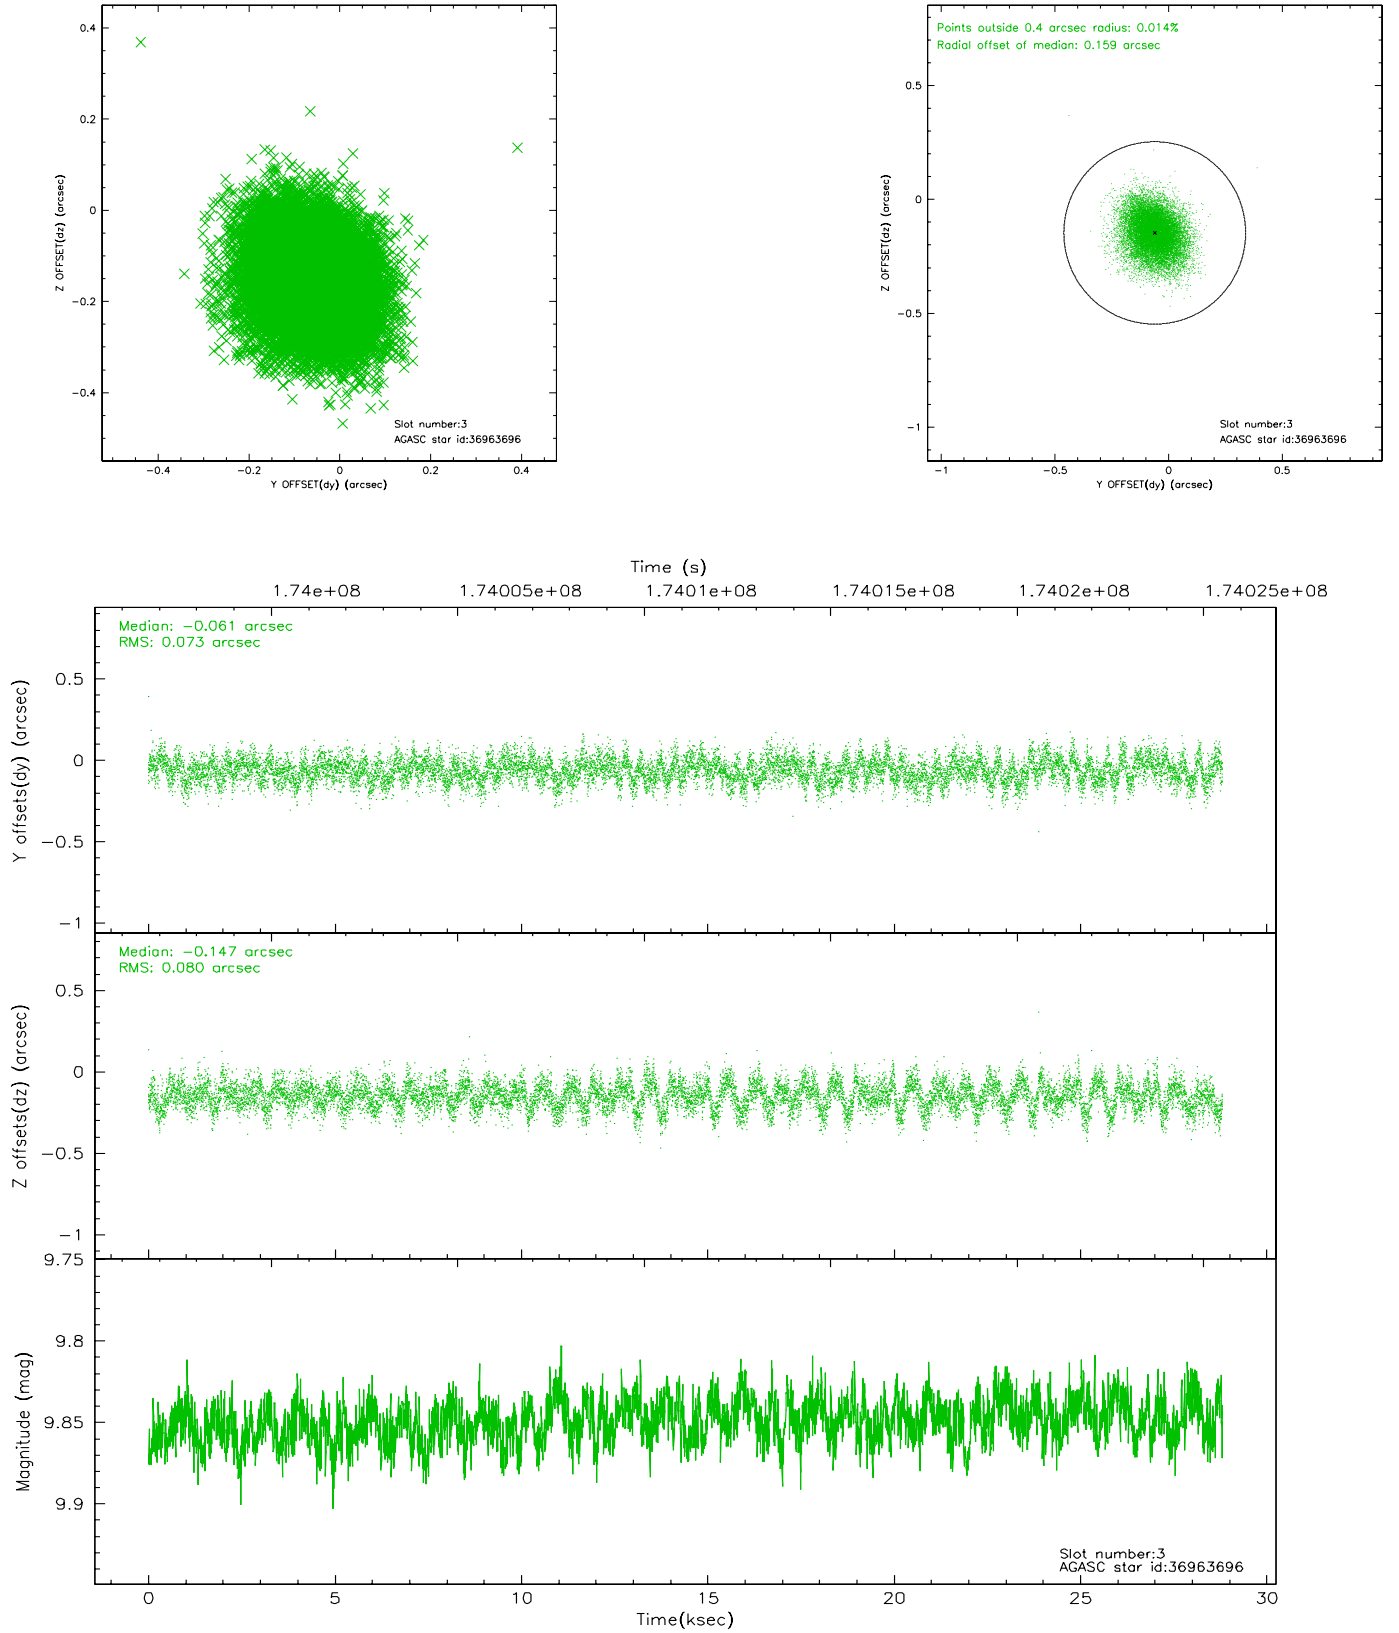 0.4
0.2
0
-0.2
-0.4
Z OFFSET(dz) (arcsec)
Slot number:3
AGASC star id:36963696
-0.4 -0.2 0 0.2 0.4
Y OFFSET(dy) (arcsec)
Points outside 0.4 arcsec radius: 0.014%
Radial offset of median: 0.159 arcsec
0.5
0
-0.5
-1
Z OFFSET(dz) (arcsec)
Slot number:3
AGASC star id:36963696
-1 -0.5 0 0.5
Y OFFSET(dy) (arcsec)
Time (s)
1.74e+08 1.74005e+08 1.7401e+08 1.74015e+08 1.7402e+08 1.74025e+08
Median: -0.061 arcsec
RMS: 0.073 arcsec
0.5
0
-0.5
-1
Y offsets(dy) (arcsec)
Median: -0.147 arcsec
RMS: 0.080 arcsec
0.5
0
-0.5
-1
Z offsets(dz) (arcsec)
9.75
9.8
9.85
9.9
Magnitude (mag)
Slot number:3
AGASC star id:36963696
0 5 10 15 20 25 30
Time(ksec)